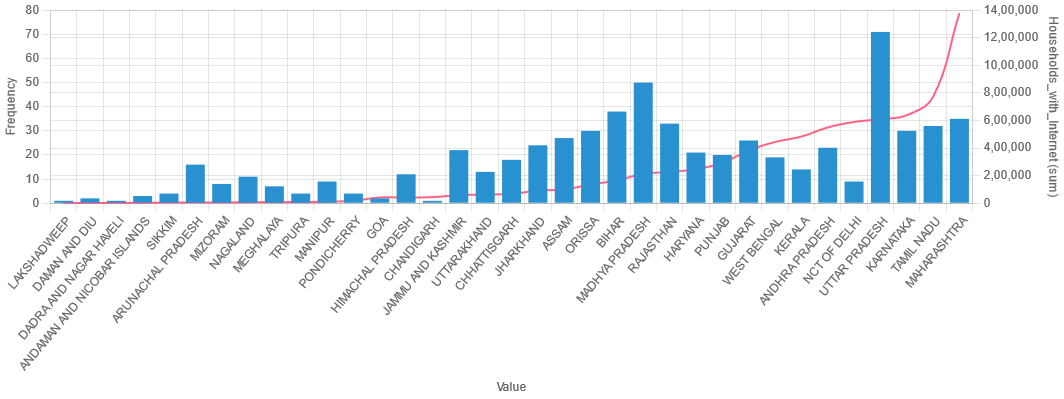 80
70
60
50
40
30
20
10
0
Frequency
14,00,000
12,00,000
10,00,000
8,00,000
6,00,000
4,00,000
2,00,000
0
Households_with_Internet (sum)
LAKSHADWEEP
DAMAN AND DIU
DADRA AND NAGAR HAVELI
ANDAMAN AND NICOBAR ISLANDS
SIKKIM
ARUNACHAL PRADESH
MIZORAM
NAGALAND
MEGHALAYA
TRIPURA
MANIPUR
PONDICHERRY
GOA
HIMACHAL PRADESH
CHANDIGARH
JAMMU AND KASHMIR
UTTARAKHAND
CHHATTISGARH
JHARKHAND
ASSAM
ORISSA
BIHAR
MADHYA PRADESH
RAJASTHAN
HARYANA
PUNJAB
GUJARAT
WEST BENGAL
KERALA
ANDHRA PRADESH
NCT OF DELHI
UTTAR PRADESH
KARNATAKA
TAMIL NADU
MAHARASHTRA
Value